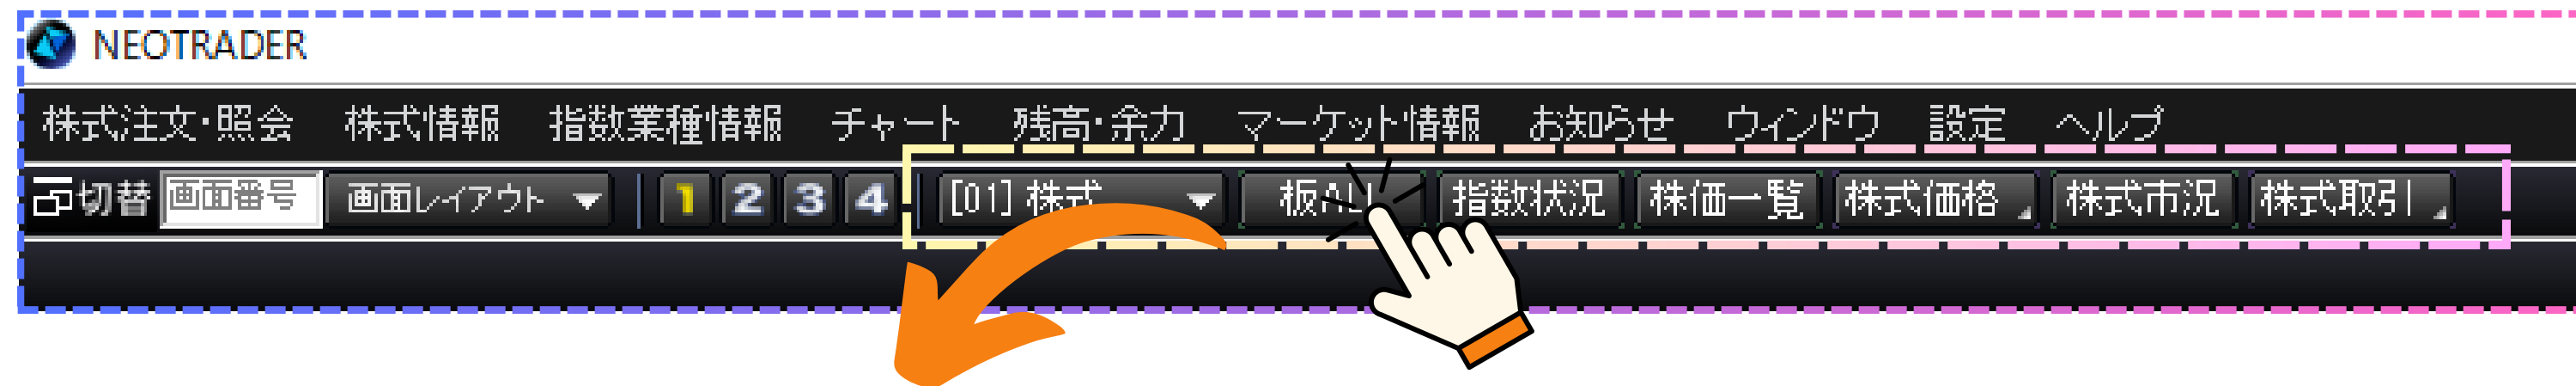 NEOTRADER
株式注文・照会 株式情報 指数業種情報 チャート 残高・余力 マーケット情報 お知らせ ウィンドウ 設定 ヘルプ
切替 画面番号 画面レイアウト 1 2 3 4 [01] 株式 指数状況 株価一覧 株式価格 株式市況 株式取引